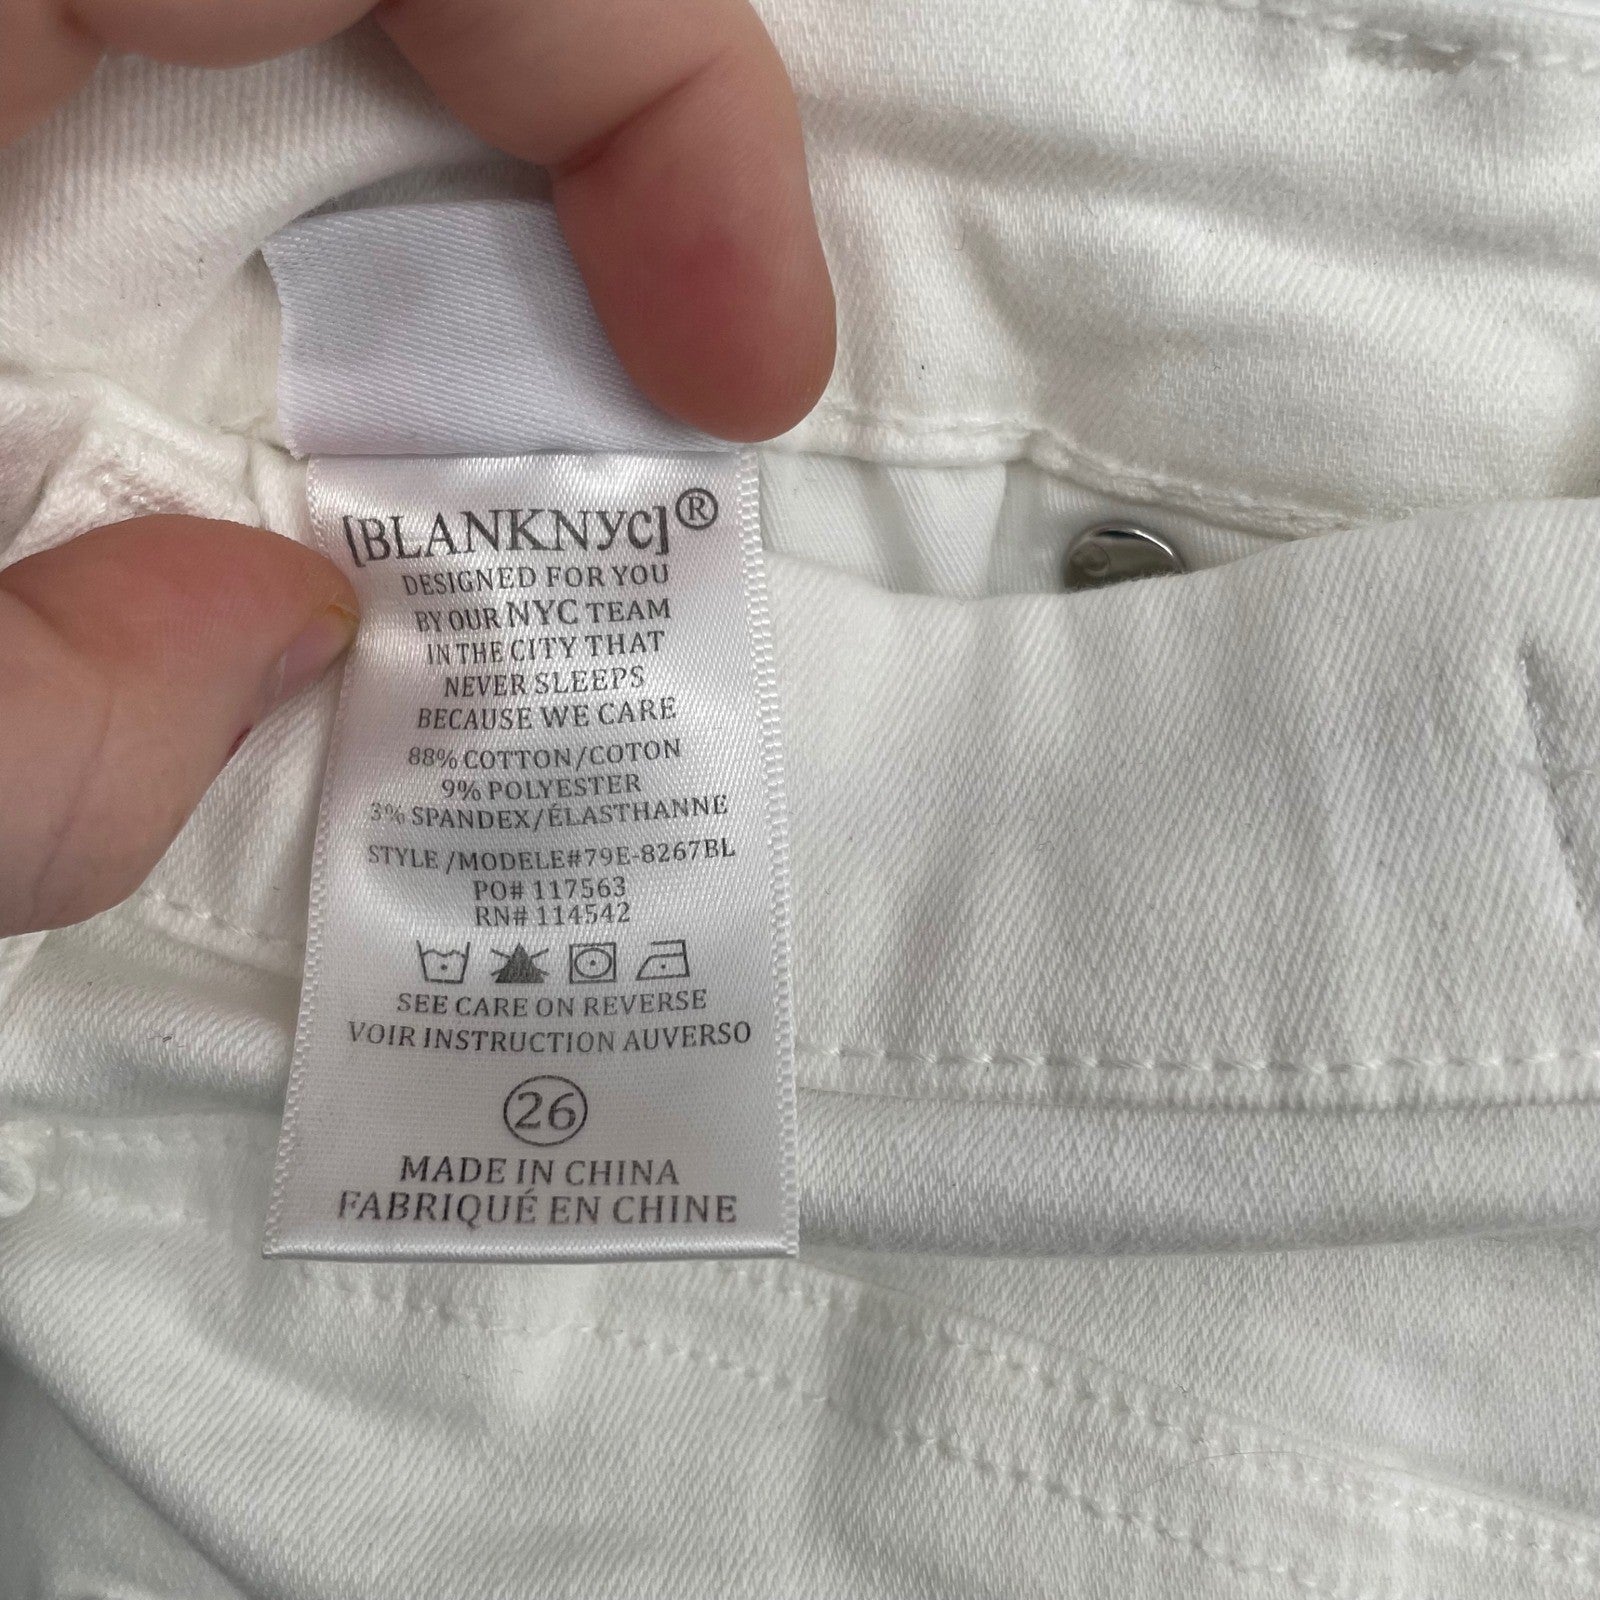 [BLANKNYC]®
DESIGNED FOR YOU
BY OUR NYC TEAM
IN THE CITY THAT
NEVER SLEEPS
BECAUSE WE CARE
88% COTTON/COTON
9% POLYESTER
3% SPANDEX/ÉLASTHANNE
STYLE /MODELE#79E-8267BL
PO# 117563
RN# 114542
SEE CARE ON REVERSE
VOIR INSTRUCTION AUVERSO
26
MADE IN CHINA
FABRIQUÉ EN CHINE